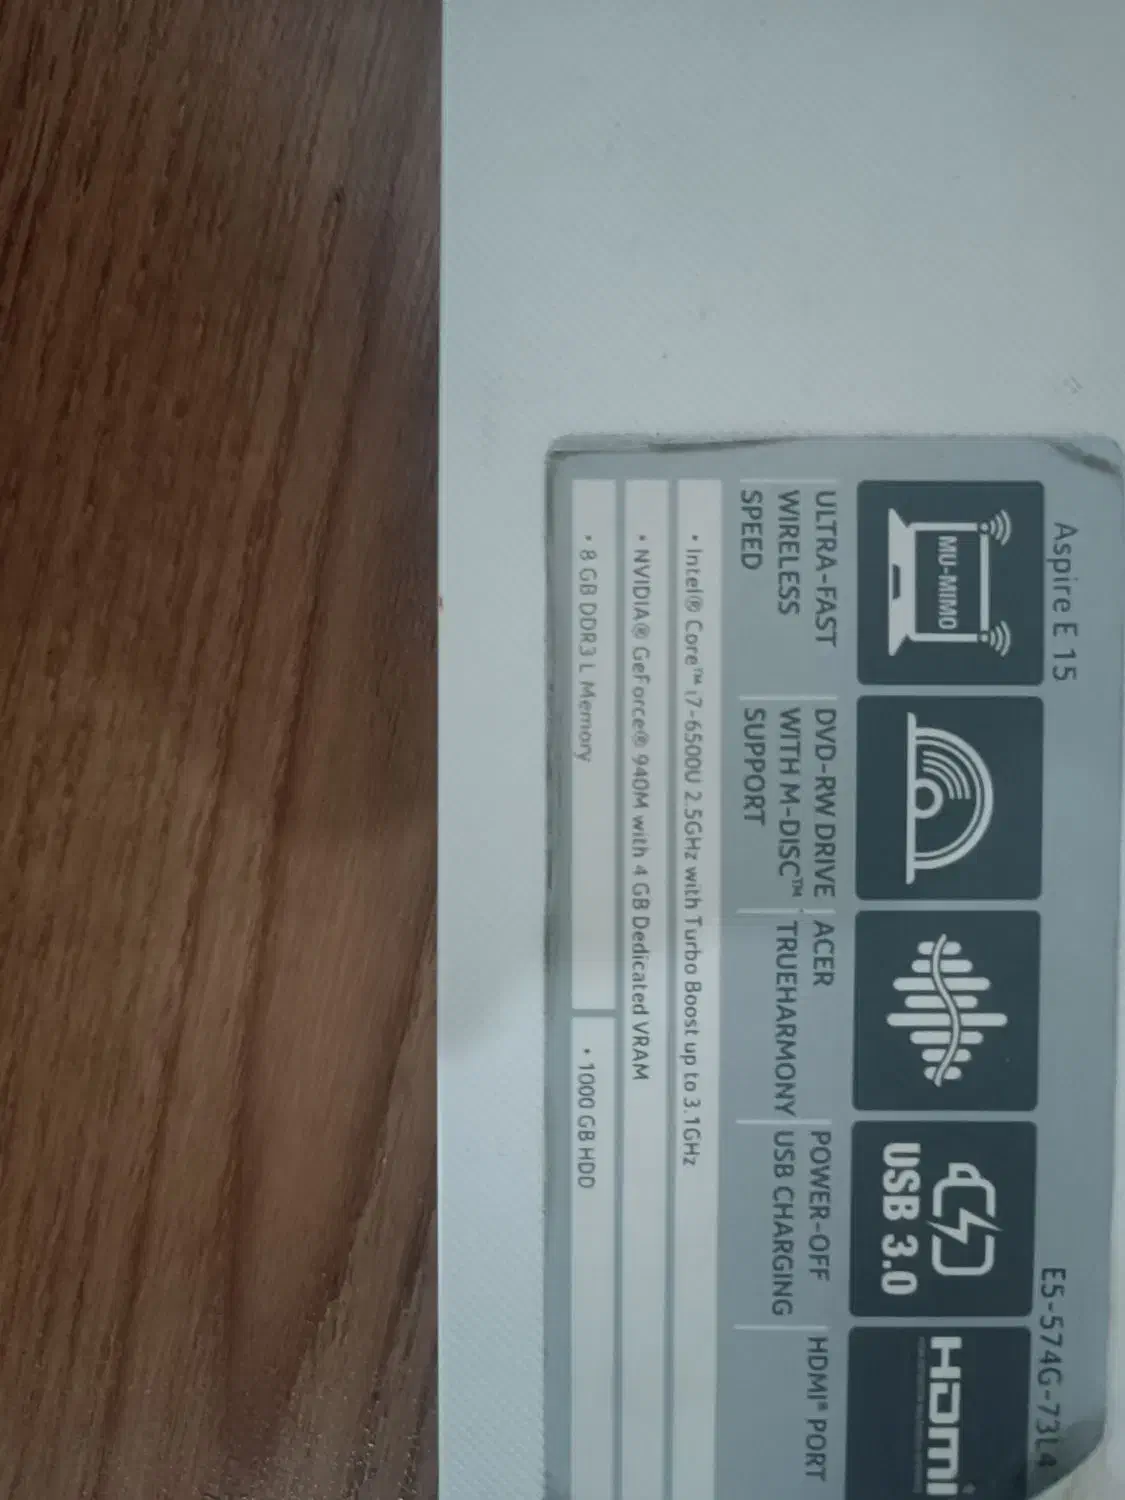 Aspire E 15
E5-574G-73L4
MU-MIMO
USB 3.0
HDMI
ULTRA-FAST
WIRELESS
SPEED
DVD-RW DRIVE
WITH M-DISC™
SUPPORT
ACER
TRUEHARMONY
POWER-OFF
USB CHARGING
HDMI® PORT
• Intel® Core™ i7-6500U 2.5GHz with Turbo Boost up to 3.1GHz
• NVIDIA® GeForce® 940M with 4 GB Dedicated VRAM
• 8 GB DDR3 L Memory
• 1000 GB HDD